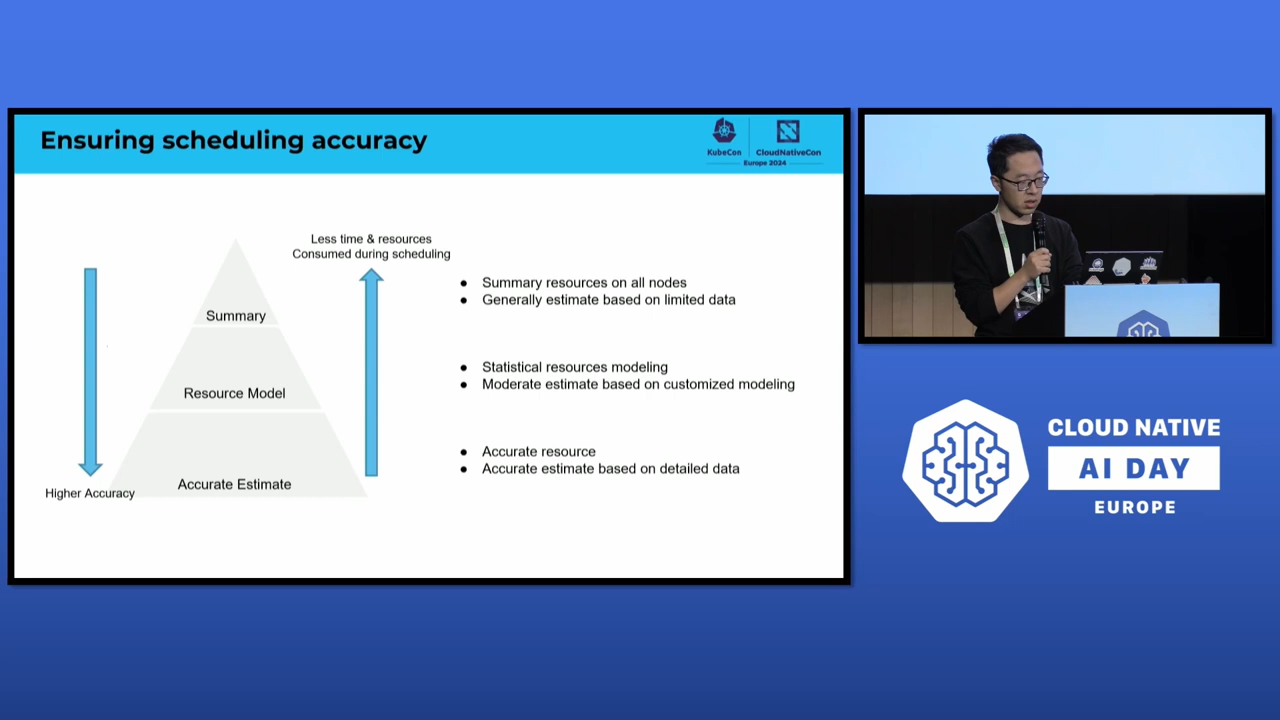 Ensuring scheduling accuracy
KubeCon
CloudNativeCon
Europe 2024
Less time & resources
Consumed during scheduling
Summary
Resource Model
Accurate Estimate
Higher Accuracy
● Summary resources on all nodes
● Generally estimate based on limited data
● Statistical resources modeling
● Moderate estimate based on customized modeling
● Accurate resource
● Accurate estimate based on detailed data
CLOUD NATIVE
AI DAY
EUROPE